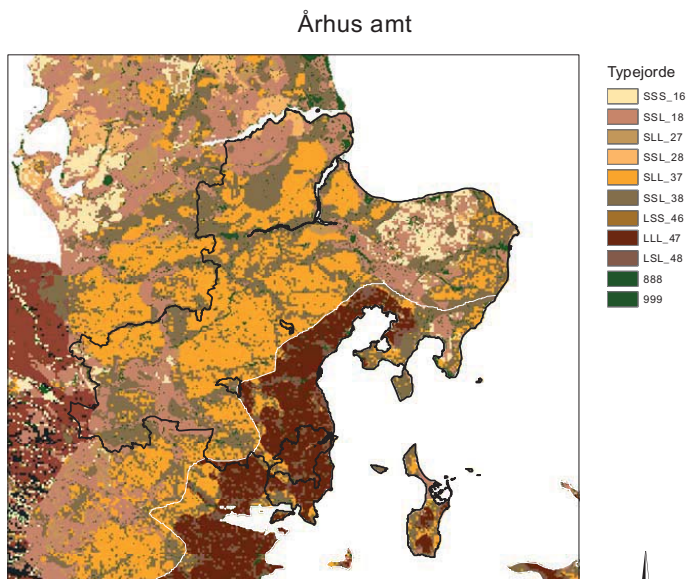 Århus amt
Typejorde
SSS_16
SSL_18
SLL_27
SSL_28
SLL_37
SSL_38
LSS_46
LLL_47
LSL_48
888
999